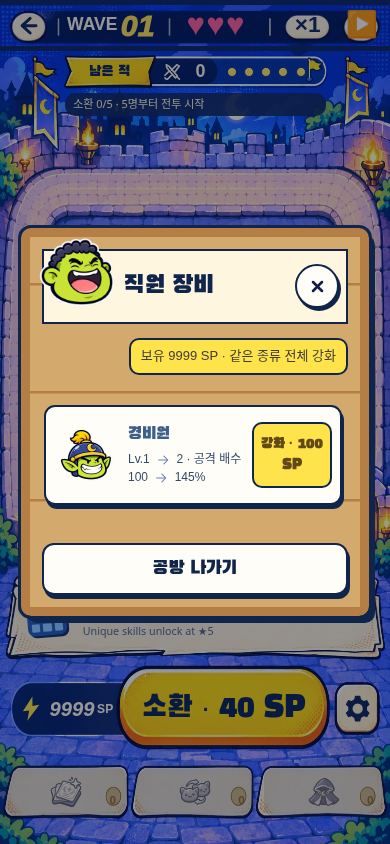 WAVE 01
×1
남은 적
0
소환 0/5 · 5명부터 전투 시작
직원 장비
보유 9999 SP · 같은 종류 전체 강화
경비원
Lv.1 → 2 · 공격 배수
100 → 145%
강화 · 100
SP
공방 나가기
Unique skills unlock at ★5
9999 SP
소환 · 40 SP
0
0
0